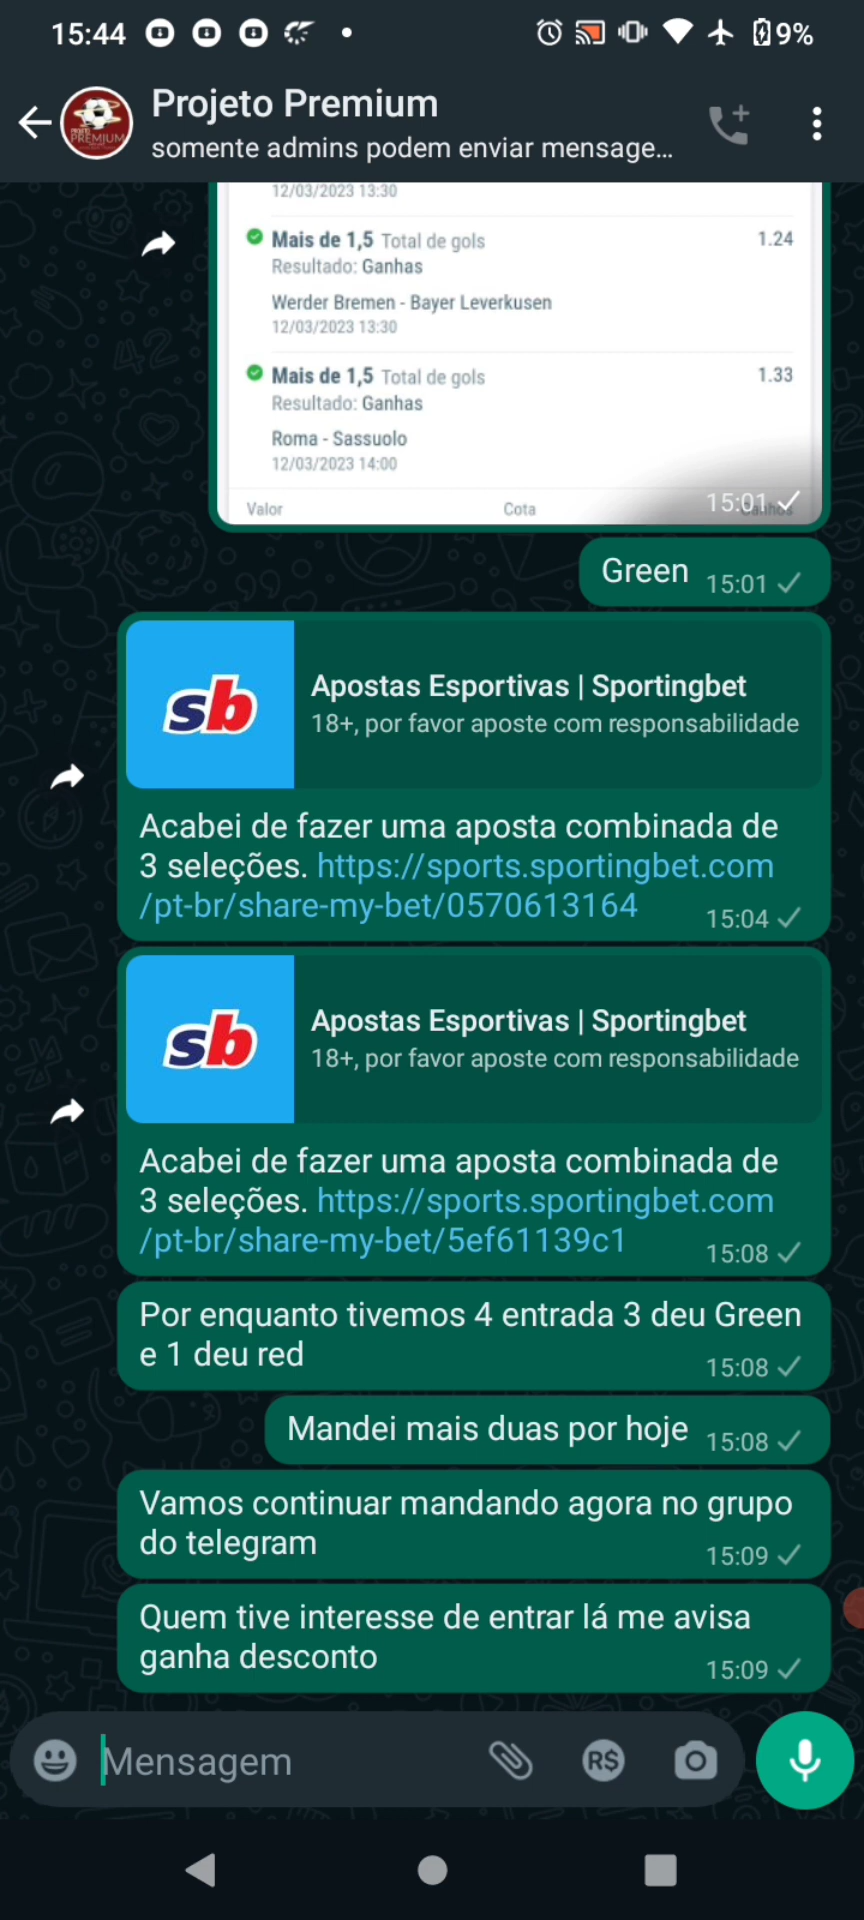 15:44
9%
Projeto Premium
somente admins podem enviar mensage...
12/03/2023 13:30
Mais de 1,5 Total de gols 1.24
Resultado: Ganhas
Werder Bremen - Bayer Leverkusen
12/03/2023 13:30
Mais de 1,5 Total de gols 1.33
Resultado: Ganhas
Roma - Sassuolo
12/03/2023 14:00
Valor Cota Ganhos
15:01
Green 15:01
sb
Apostas Esportivas | Sportingbet
18+, por favor aposte com responsabilidade
Acabei de fazer uma aposta combinada de
3 seleções. https://sports.sportingbet.com
/pt-br/share-my-bet/0570613164 15:04
sb
Apostas Esportivas | Sportingbet
18+, por favor aposte com responsabilidade
Acabei de fazer uma aposta combinada de
3 seleções. https://sports.sportingbet.com
/pt-br/share-my-bet/5ef61139c1 15:08
Por enquanto tivemos 4 entrada 3 deu Green
e 1 deu red 15:08
Mandei mais duas por hoje 15:08
Vamos continuar mandando agora no grupo
do telegram 15:09
Quem tive interesse de entrar lá me avisa
ganha desconto 15:09
Mensagem
R$